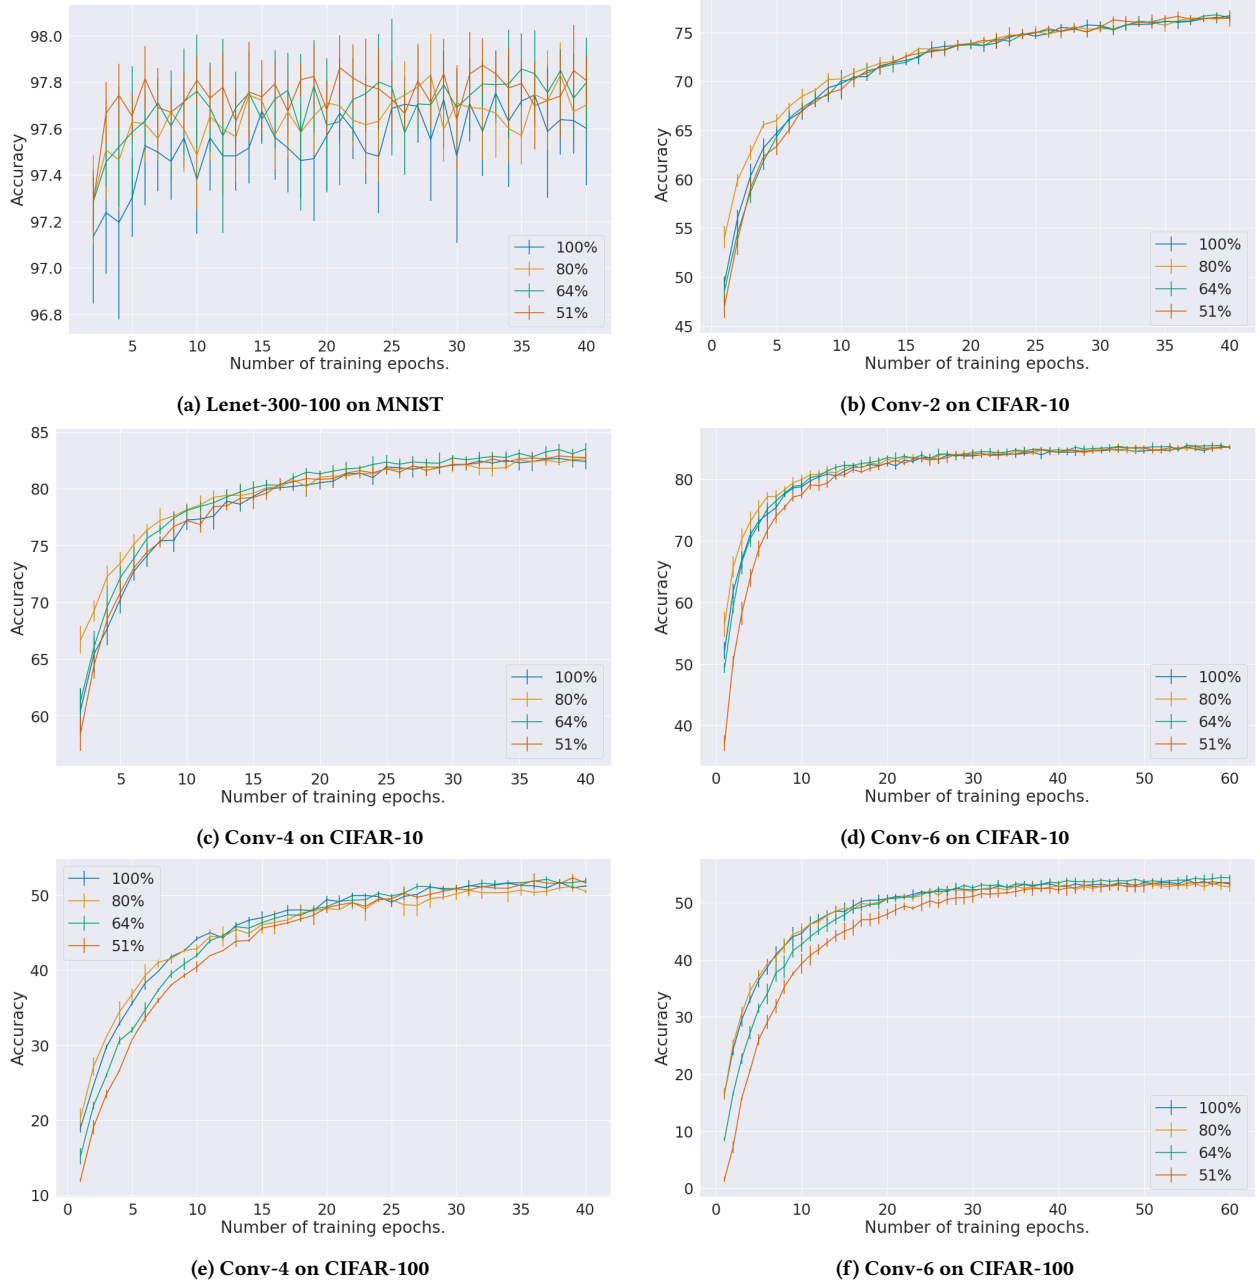 98.0
97.8
97.6
97.4
97.2
97.0
96.8
Accuracy
5 10 15 20 25 30 35 40
Number of training epochs.
100%
80%
64%
51%
(a) Lenet-300-100 on MNIST
75
70
65
60
55
50
45
Accuracy
0 5 10 15 20 25 30 35 40
Number of training epochs.
100%
80%
64%
51%
(b) Conv-2 on CIFAR-10
85
80
75
70
65
60
Accuracy
5 10 15 20 25 30 35 40
Number of training epochs.
100%
80%
64%
51%
(c) Conv-4 on CIFAR-10
80
70
60
50
40
Accuracy
0 10 20 30 40 50 60
Number of training epochs.
100%
80%
64%
51%
(d) Conv-6 on CIFAR-10
50
40
30
20
10
Accuracy
0 5 10 15 20 25 30 35 40
Number of training epochs.
100%
80%
64%
51%
(e) Conv-4 on CIFAR-100
50
40
30
20
10
0
Accuracy
0 10 20 30 40 50 60
Number of training epochs.
100%
80%
64%
51%
(f) Conv-6 on CIFAR-100